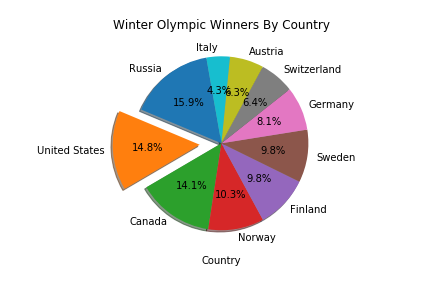 Winter Olympic Winners By Country
Italy
Austria
Russia
Switzerland
4.3%
6.3%
15.9%
6.4%
Germany
8.1%
United States
14.8%
9.8%
Sweden
14.1%
9.8%
10.3%
Finland
Canada
Norway
Country